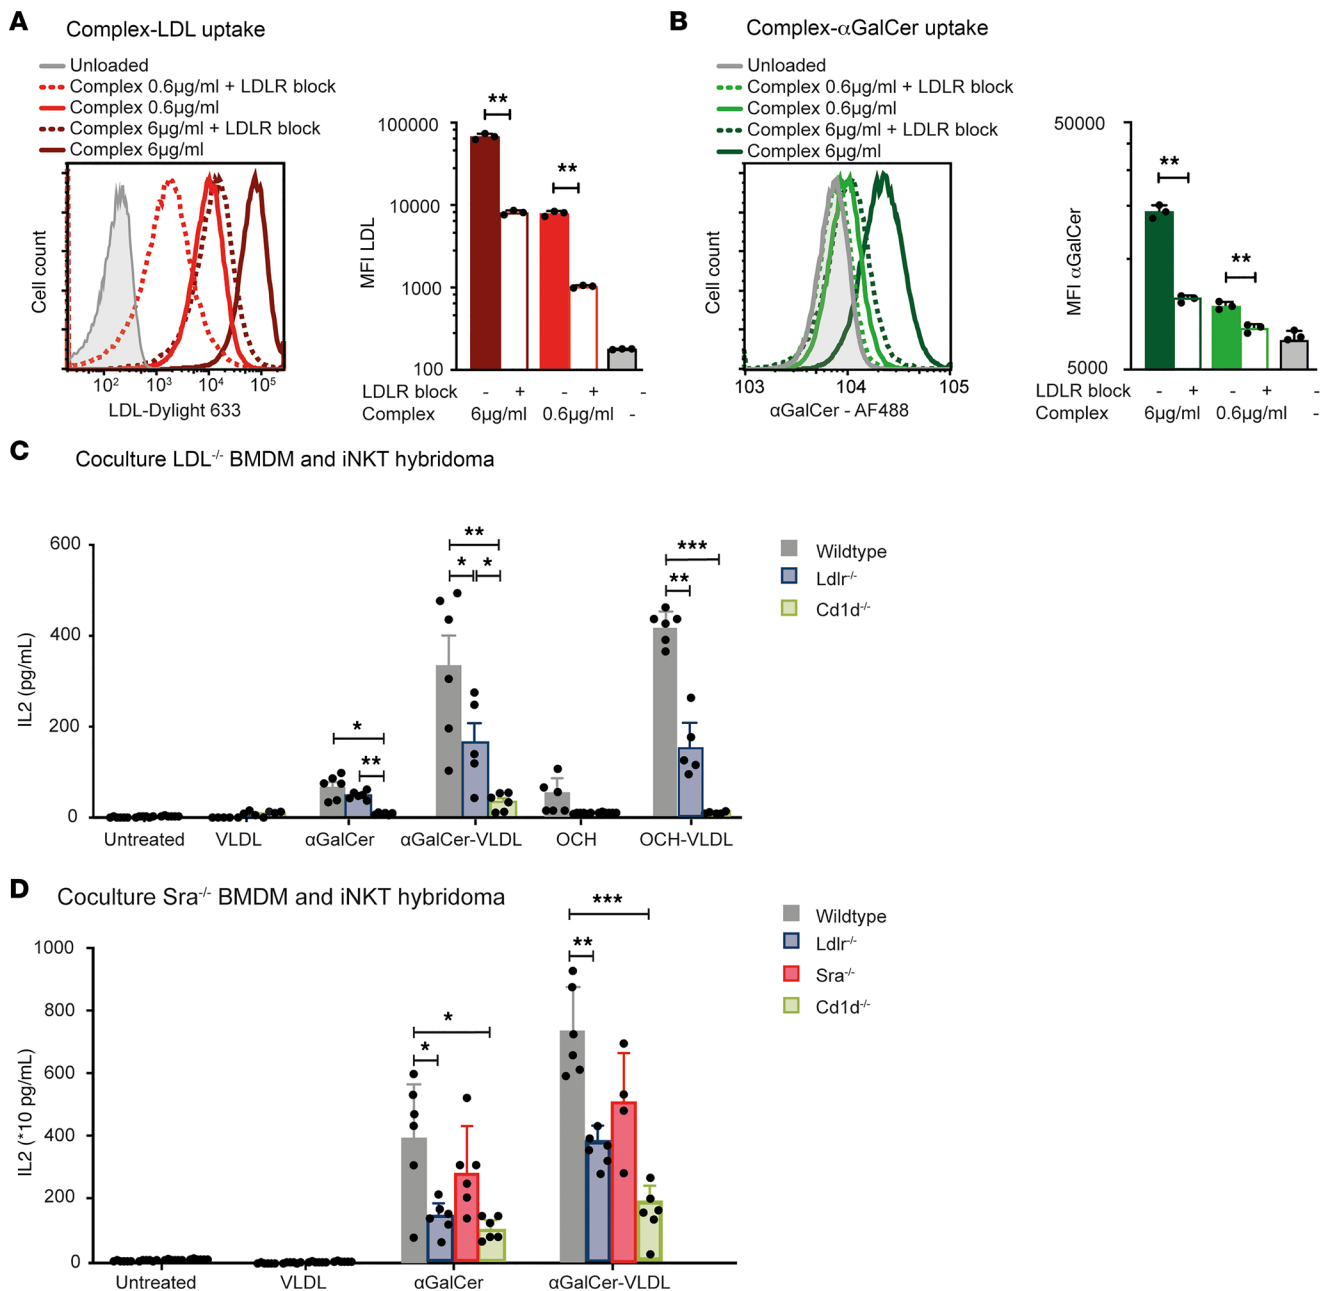 A
Complex-LDL uptake
Unloaded
Complex 0.6µg/ml + LDLR block
Complex 0.6µg/ml
Complex 6µg/ml + LDLR block
Complex 6µg/ml
Cell count
10² 10³ 10⁴ 10⁵
LDL-Dylight 633
MFI LDL
100000
10000
1000
100
** **
LDLR block - + - + -
Complex 6µg/ml 0.6µg/ml -
B
Complex-αGalCer uptake
Unloaded
Complex 0.6µg/ml + LDLR block
Complex 0.6µg/ml
Complex 6µg/ml + LDLR block
Complex 6µg/ml
Cell count
103 104 105
αGalCer - AF488
MFI αGalCer
50000
5000
** **
LDLR block - + - + -
Complex 6µg/ml 0.6µg/ml -
C
Coculture LDL⁻/⁻ BMDM and iNKT hybridoma
IL2 (pg/mL)
600
400
200
0
* **
** * *
*** **
Untreated VLDL αGalCer αGalCer-VLDL OCH OCH-VLDL
Wildtype
Ldlr⁻/⁻
Cd1d⁻/⁻
D
Coculture Sra⁻/⁻ BMDM and iNKT hybridoma
IL2 (*10 pg/mL)
1000
800
600
400
200
0
* *
*** **
Untreated VLDL αGalCer αGalCer-VLDL
Wildtype
Ldlr⁻/⁻
Sra⁻/⁻
Cd1d⁻/⁻